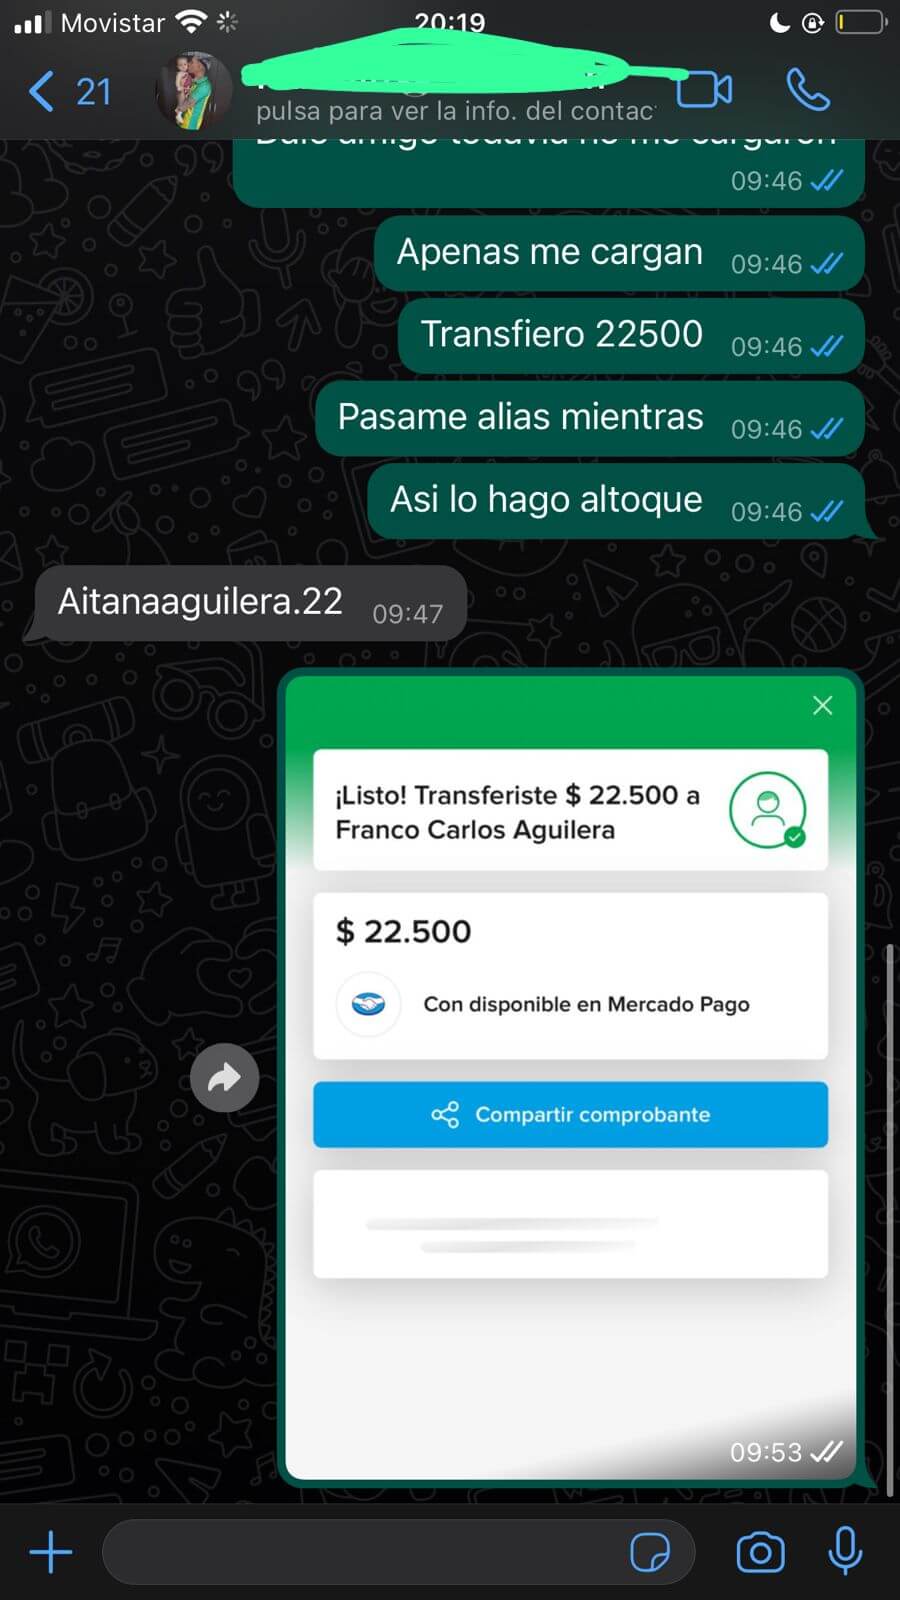 Movistar
20:19
21
pulsa para ver la info. del contac
09:46
Apenas me cargan 09:46
Transfiero 22500 09:46
Pasame alias mientras 09:46
Asi lo hago altoque 09:46
Aitanaaguilera.22 09:47
¡Listo! Transferiste $ 22.500 a
Franco Carlos Aguilera
$ 22.500
Con disponible en Mercado Pago
Compartir comprobante
09:53